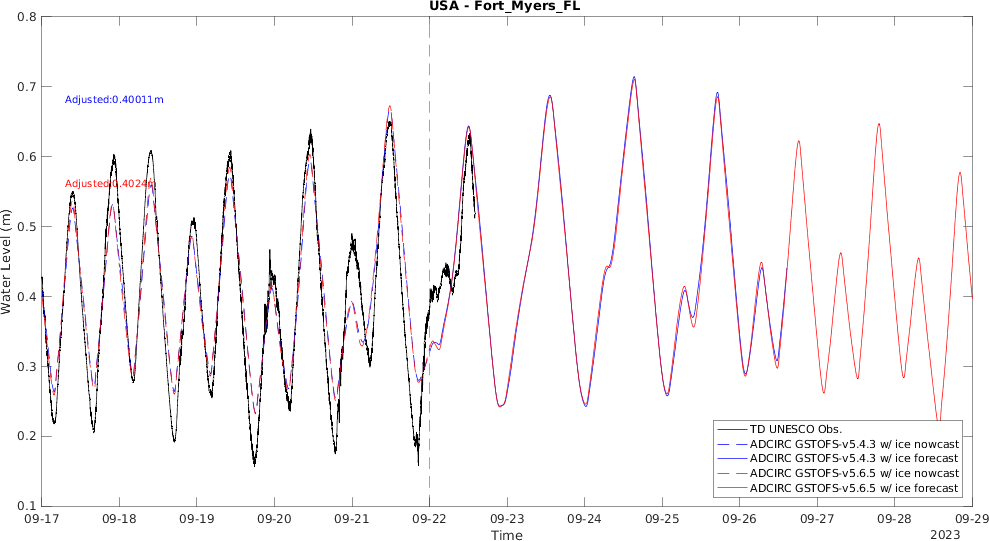 USA - Fort_Myers_FL
0.8
0.7
0.6
0.5
0.4
0.3
0.2
0.1
Water Level (m)
Adjusted:0.40011m
Adjusted:0.4024m
TD UNESCO Obs.
ADCIRC GSTOFS-v5.4.3 w/ ice nowcast
ADCIRC GSTOFS-v5.4.3 w/ ice forecast
ADCIRC GSTOFS-v5.6.5 w/ ice nowcast
ADCIRC GSTOFS-v5.6.5 w/ ice forecast
09-17 09-18 09-19 09-20 09-21 09-22 09-23 09-24 09-25 09-26 09-27 09-28 09-29
Time
2023